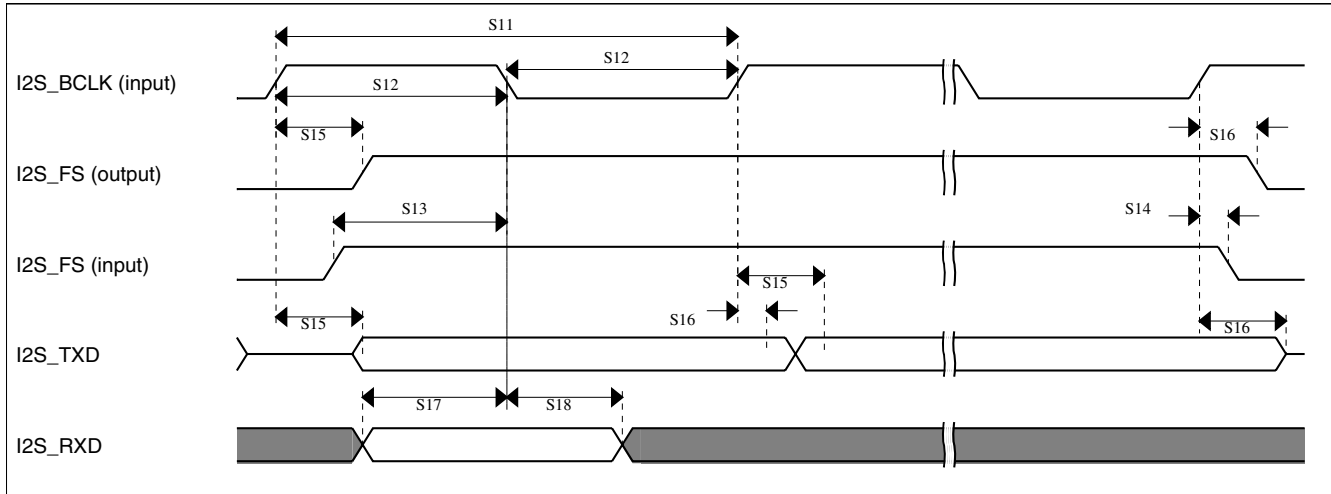 S11
S12
I2S_BCLK (input)
S12
S15
S16
I2S_FS (output)
S13
S14
I2S_FS (input)
S15
S15
S16
S16
I2S_TXD
S17
S18
I2S_RXD